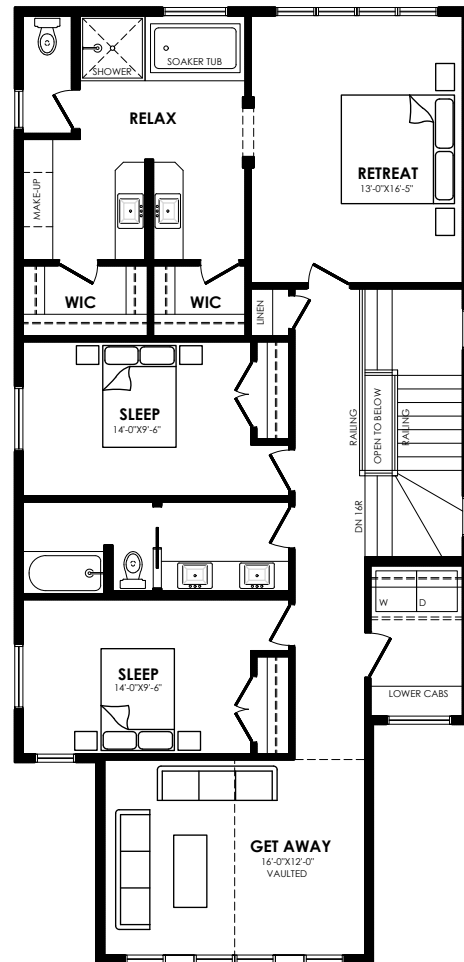 SHOWER
SOAKER TUB
RELAX
MAKE-UP
RETREAT
13'-0"X16'-5"
WIC
WIC
LINEN
SLEEP
14'-0"X9'-6"
RAILING
OPEN TO BELOW
RAILING
DN 16R
W
D
LOWER CABS
SLEEP
14'-0"X9'-6"
GET AWAY
16'-0"X12'-0"
VAULTED